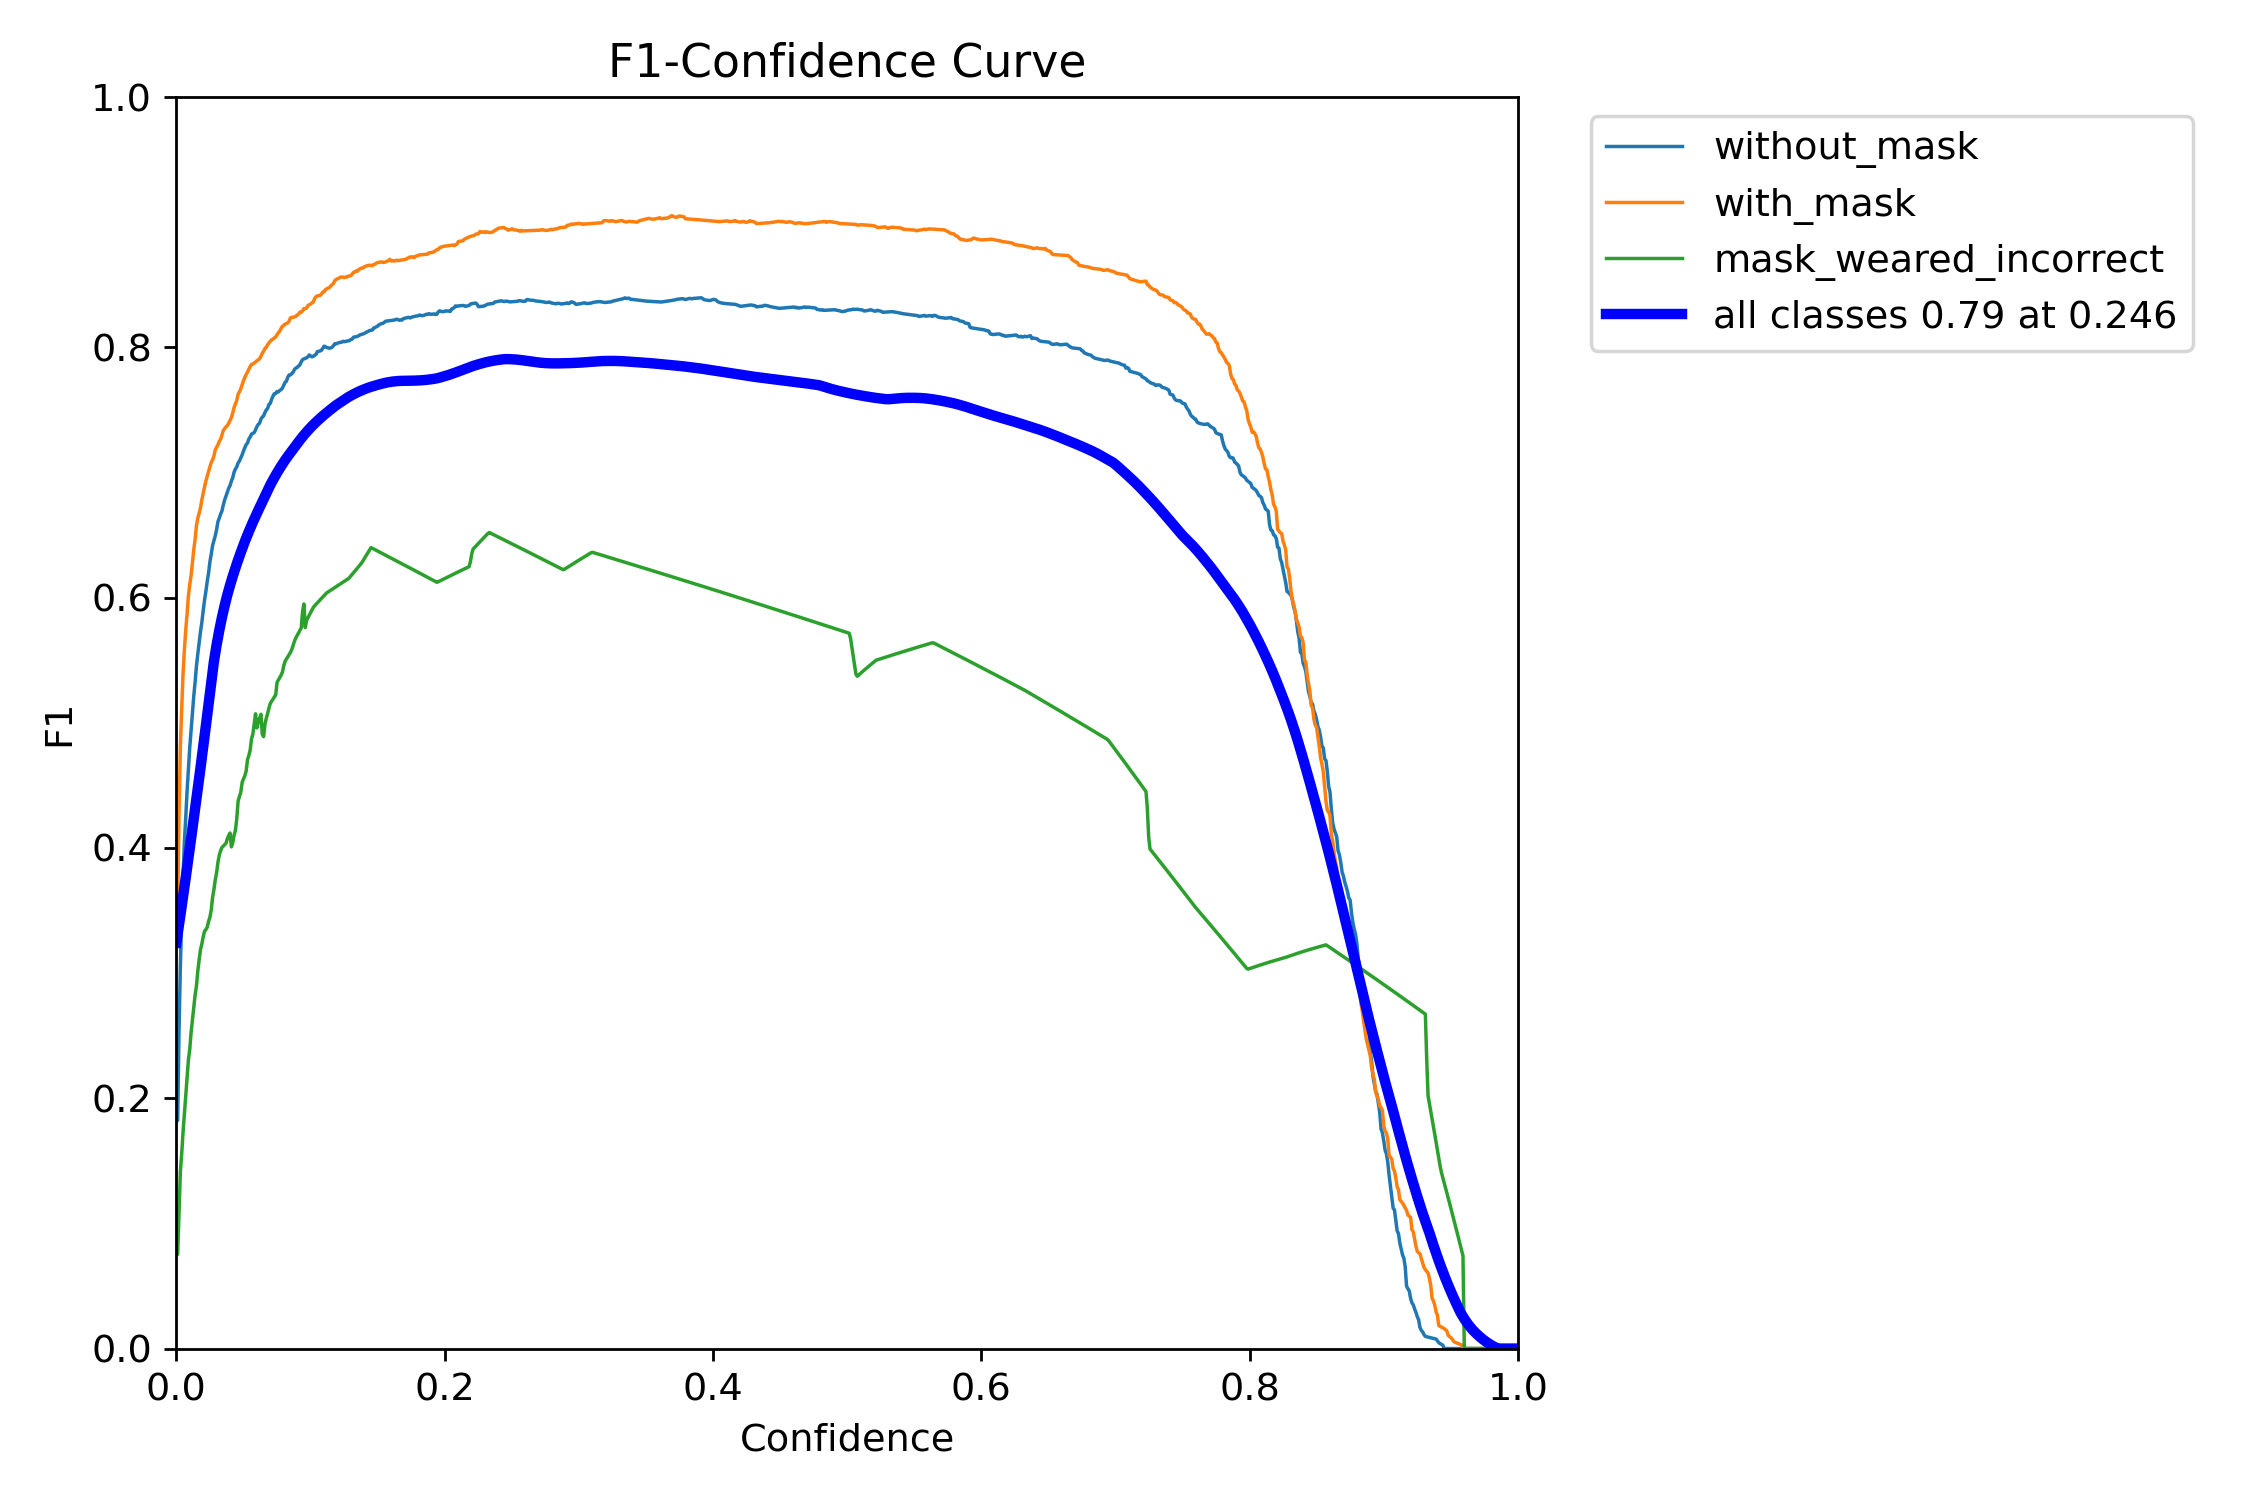 F1-Confidence Curve
1.0
0.8
0.6
0.4
0.2
0.0
F1
0.0 0.2 0.4 0.6 0.8 1.0
Confidence
without_mask
with_mask
mask_weared_incorrect
all classes 0.79 at 0.246